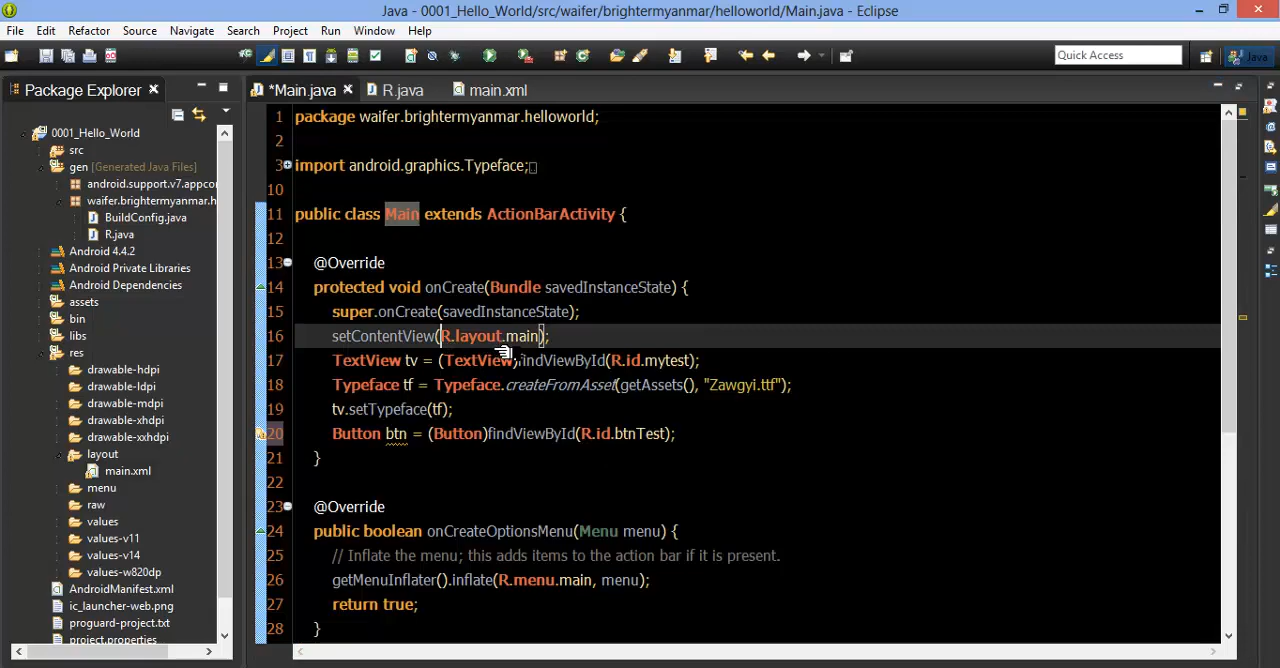 Java - 0001_Hello_World/src/waifer/brightermyanmar/helloworld/Main.java - Eclipse
File Edit Refactor Source Navigate Search Project Run Window Help
Quick Access
Java
Package Explorer
*Main.java
R.java
main.xml
0001_Hello_World
src
gen [Generated Java Files]
android.support.v7.appcor
waifer.brightermyanmar.h
BuildConfig.java
R.java
Android 4.4.2
Android Private Libraries
Android Dependencies
assets
bin
libs
res
drawable-hdpi
drawable-ldpi
drawable-mdpi
drawable-xhdpi
drawable-xxhdpi
layout
main.xml
menu
raw
values
values-v11
values-v14
values-w820dp
AndroidManifest.xml
ic_launcher-web.png
proguard-project.txt
project.properties
1 package waifer.brightermyanmar.helloworld;
2
3 import android.graphics.Typeface;
10
11 public class Main extends ActionBarActivity {
12
13 @Override
14 protected void onCreate(Bundle savedInstanceState) {
15 super.onCreate(savedInstanceState);
16 setContentView(R.layout.main);
17 TextView tv = (TextView)findViewById(R.id.mytest);
18 Typeface tf = Typeface.createFromAsset(getAssets(), "Zawgyi.ttf");
19 tv.setTypeface(tf);
20 Button btn = (Button)findViewById(R.id.btnTest);
21 }
22
23 @Override
24 public boolean onCreateOptionsMenu(Menu menu) {
25 // Inflate the menu; this adds items to the action bar if it is present.
26 getMenuInflater().inflate(R.menu.main, menu);
27 return true;
28 }